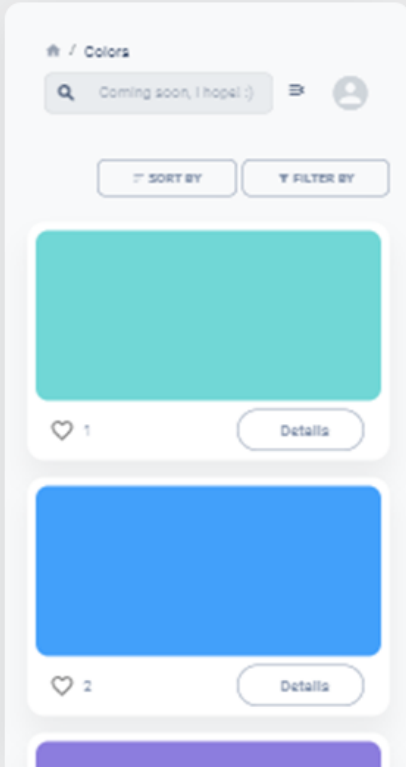 / Colors
Coming soon, I hope! :)
SORT BY FILTER BY
1 Details
2 Details